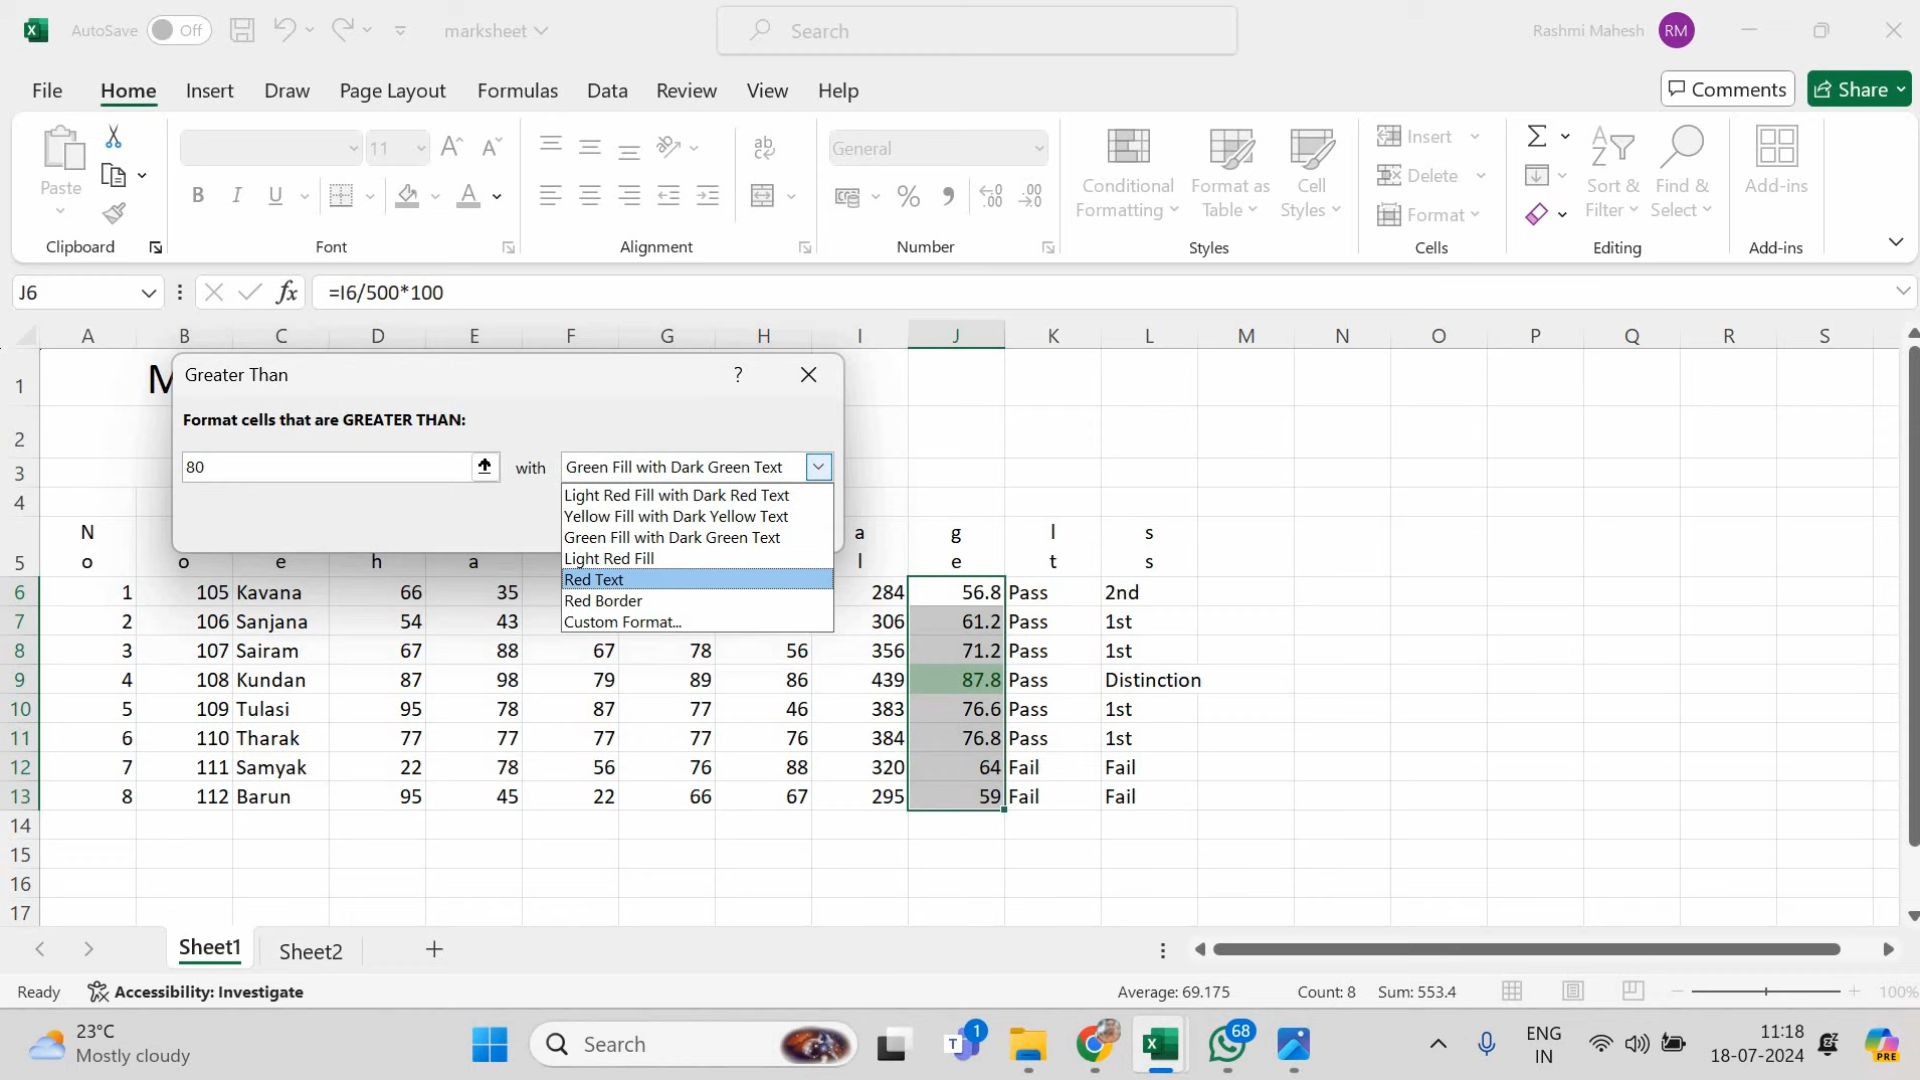 AutoSave Off marksheet Search Rashmi Mahesh RM
File Home Insert Draw Page Layout Formulas Data Review View Help Comments Share
Paste
11
General
Conditional Formatting
Format as Table
Cell Styles
Insert
Delete
Format
Sort & Filter
Find & Select
Add-ins
Clipboard Font Alignment Number Styles Cells Editing Add-ins
J6 fx =I6/500*100
A B C D E F G H I J K L M N O P Q R S
1 M
2
3
4
Greater Than ?
Format cells that are GREATER THAN:
80 with Green Fill with Dark Green Text
Light Red Fill with Dark Red Text
Yellow Fill with Dark Yellow Text
Green Fill with Dark Green Text
Light Red Fill
Red Text
Red Border
Custom Format...
N a g l s
5 o o e h a l e t s
6 1 105 Kavana 66 35 284 56.8 Pass 2nd
7 2 106 Sanjana 54 43 306 61.2 Pass 1st
8 3 107 Sairam 67 88 67 78 56 356 71.2 Pass 1st
9 4 108 Kundan 87 98 79 89 86 439 87.8 Pass Distinction
10 5 109 Tulasi 95 78 87 77 46 383 76.6 Pass 1st
11 6 110 Tharak 77 77 77 77 76 384 76.8 Pass 1st
12 7 111 Samyak 22 78 56 76 88 320 64 Fail Fail
13 8 112 Barun 95 45 22 66 67 295 59 Fail Fail
14
15
16
17
Sheet1 Sheet2
Ready Accessibility: Investigate Average: 69.175 Count: 8 Sum: 553.4 100%
23°C
Mostly cloudy
Search
1
68
ENG
IN
11:18
18-07-2024
PRE